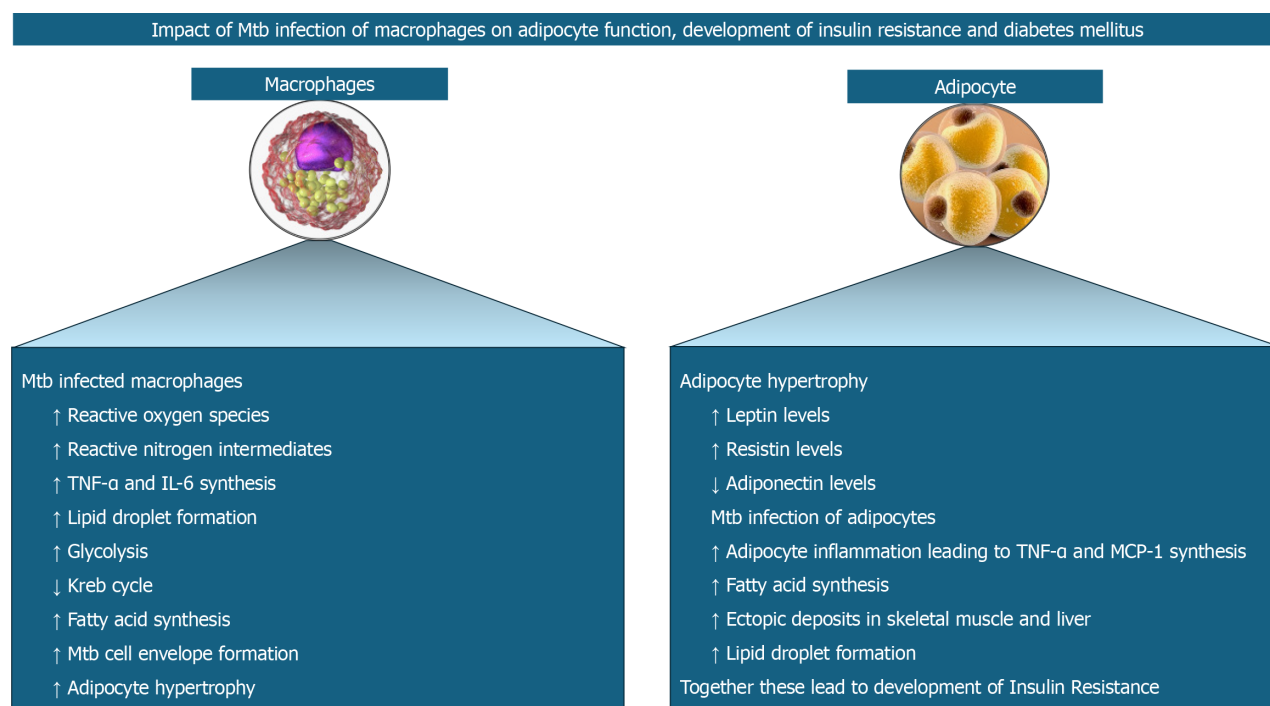 Impact of Mtb infection of macrophages on adipocyte function, development of insulin resistance and diabetes mellitus
Macrophages
Mtb infected macrophages
↑ Reactive oxygen species
↑ Reactive nitrogen intermediates
↑ TNF-α and IL-6 synthesis
↑ Lipid droplet formation
↑ Glycolysis
↓ Kreb cycle
↑ Fatty acid synthesis
↑ Mtb cell envelope formation
↑ Adipocyte hypertrophy
Adipocyte
Adipocyte hypertrophy
↑ Leptin levels
↑ Resistin levels
↓ Adiponectin levels
Mtb infection of adipocytes
↑ Adipocyte inflammation leading to TNF-α and MCP-1 synthesis
↑ Fatty acid synthesis
↑ Ectopic deposits in skeletal muscle and liver
↑ Lipid droplet formation
Together these lead to development of Insulin Resistance